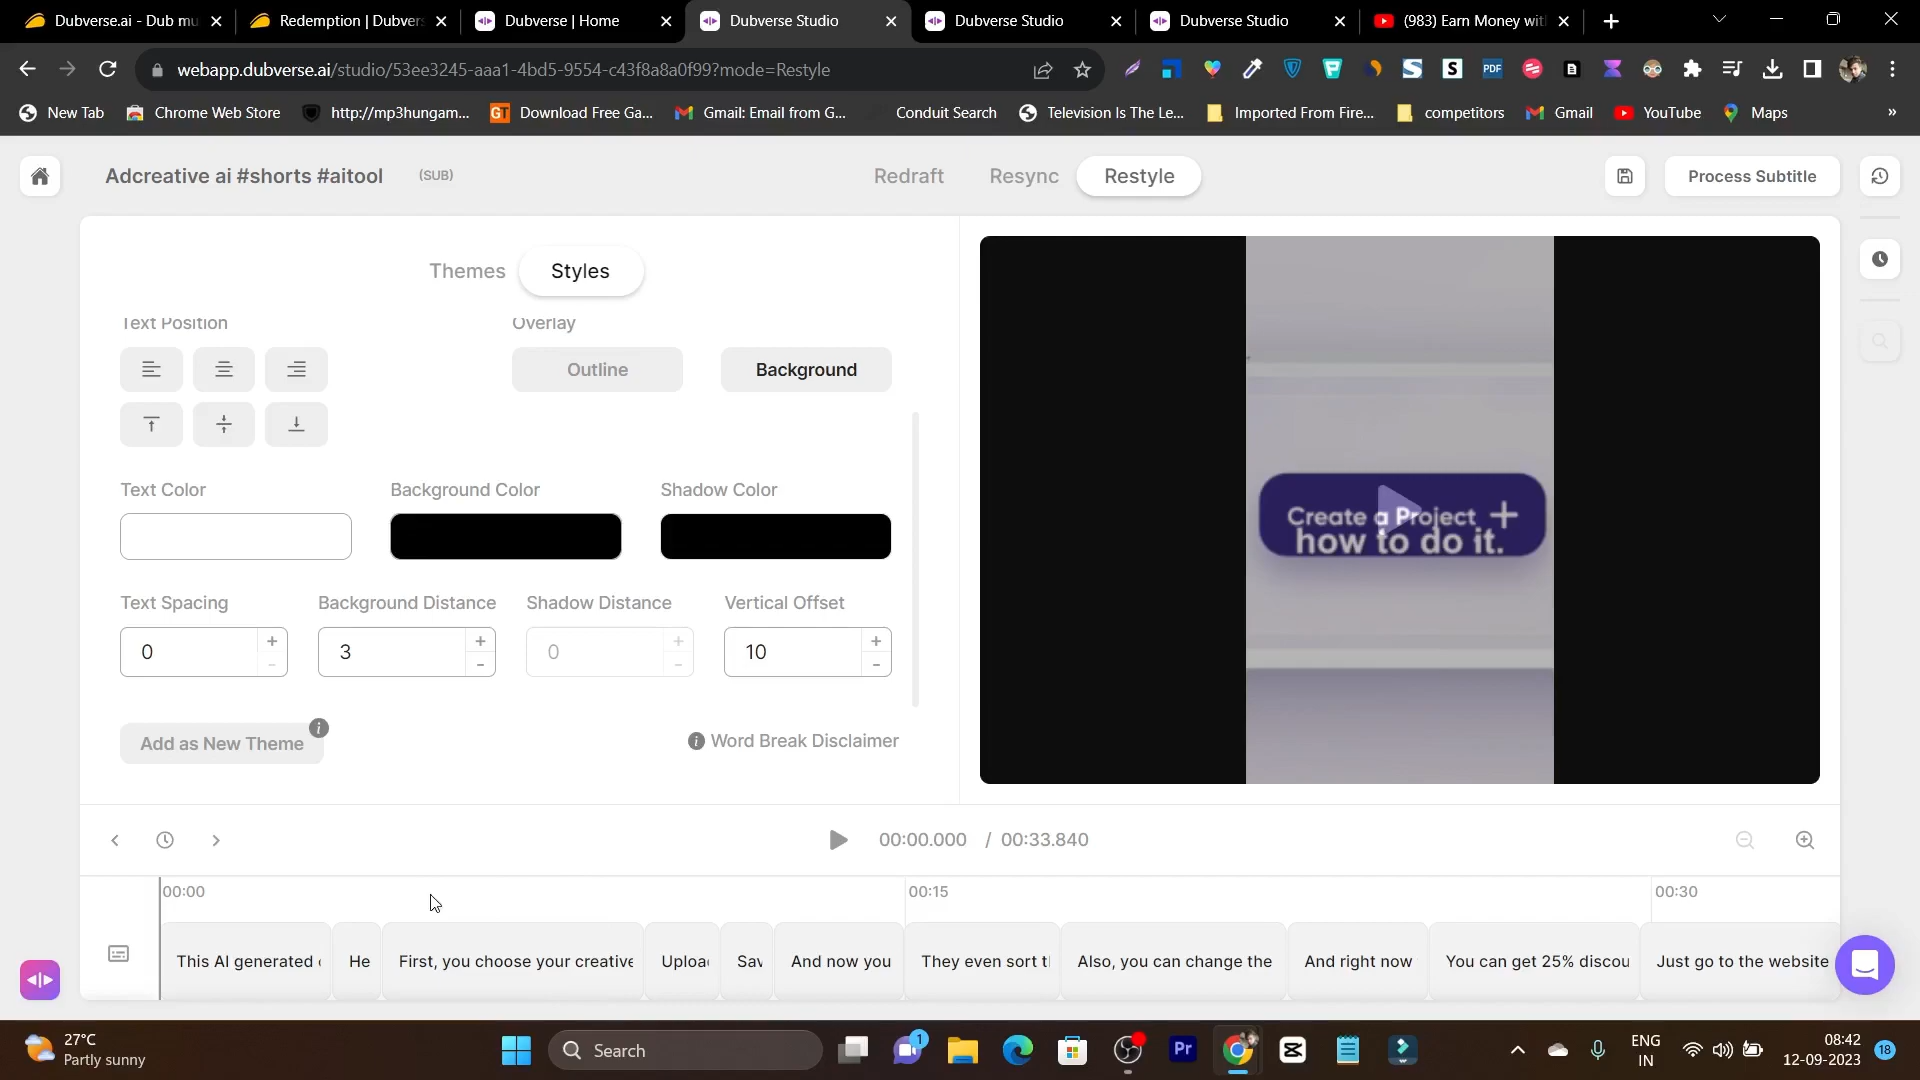 Dubverse.ai - Dub mu
Redemption | Dubvers
Dubverse | Home
Dubverse Studio
Dubverse Studio
Dubverse Studio
(983) Earn Money wit
webapp.dubverse.ai/studio/53ee3245-aaa1-4bd5-9554-c43f8a8a0f99?mode=Restyle
New Tab
Chrome Web Store
http://mp3hungam...
Download Free Ga...
Gmail: Email from G...
Conduit Search
Television Is The Le...
Imported From Fire...
competitors
Gmail
YouTube
Maps
»
Adcreative ai #shorts #aitool
(SUB)
Redraft
Resync
Restyle
Process Subtitle
Themes
Styles
Text Position
Overlay
Outline
Background
Text Color
Background Color
Shadow Color
Text Spacing
Background Distance
Shadow Distance
Vertical Offset
0
3
0
10
Add as New Theme
Word Break Disclaimer
Create a Project +
how to do it.
00:00.000 / 00:33.840
00:00
00:15
00:30
This AI generated
He
First, you choose your creative
Uploa
Sav
And now you
They even sort t
Also, you can change the
And right now
You can get 25% discou
Just go to the website
27°C
Partly sunny
Search
1
Pr
ENG
IN
08:42
12-09-2023
18